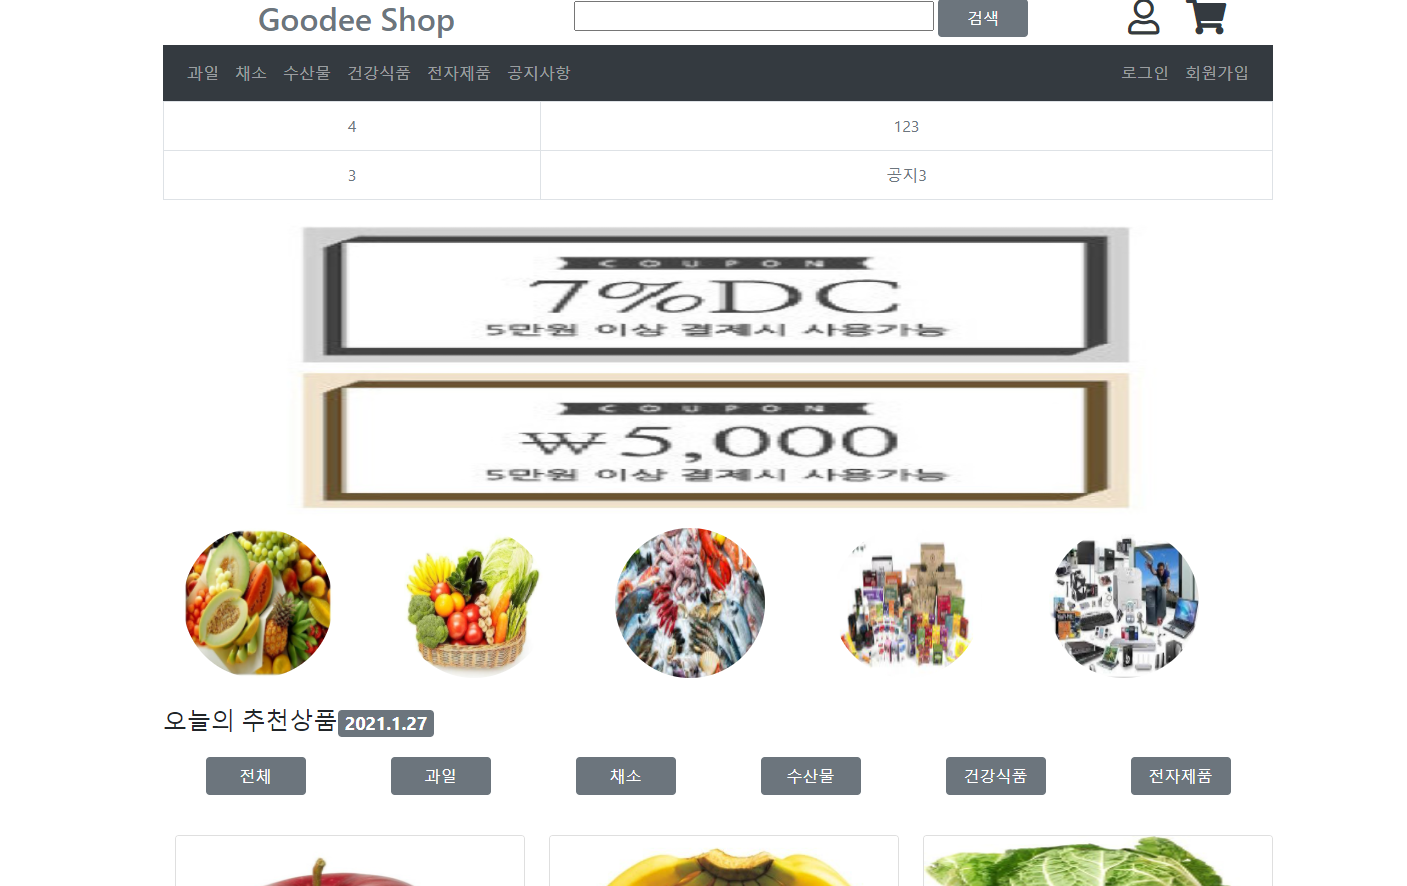 Goodee Shop 검색
과일 채소 수산물 건강식품 전자제품 공지사항 로그인 회원가입
4 123
3 공지3
COUPON
7%DC
5만원 이상 결제시 사용가능
COUPON
₩5,000
5만원 이상 결제시 사용가능
오늘의 추천상품 2021.1.27
전체 과일 채소 수산물 건강식품 전자제품